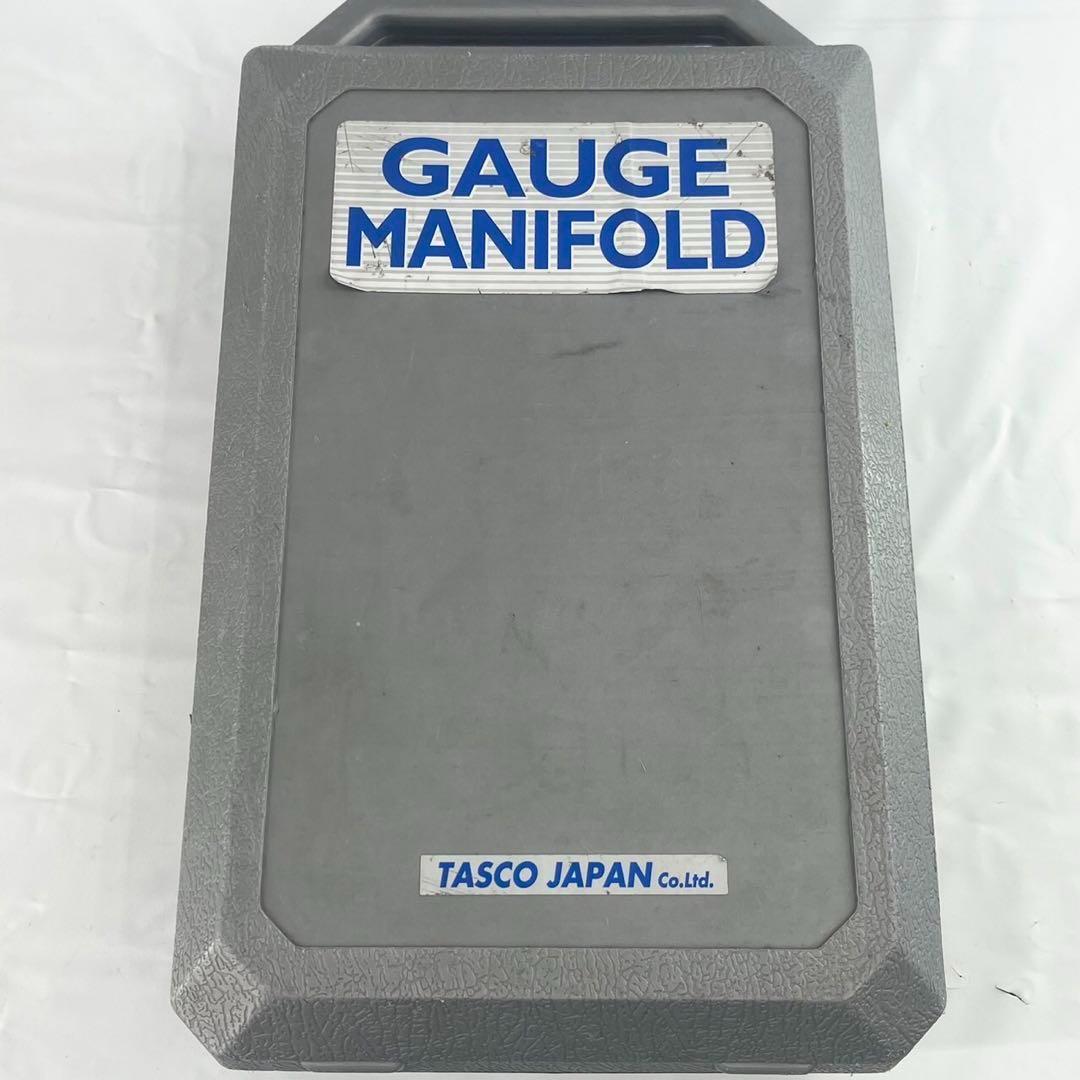 GAUGE
MANIFOLD
TASCO JAPAN Co.Ltd.